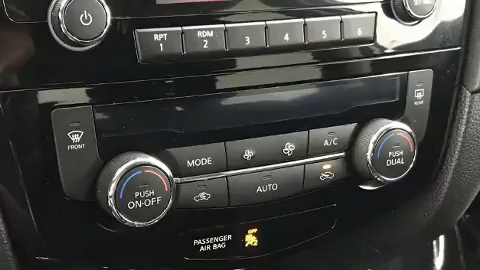 RPT RDM
1 2 3 4 5 6
FRONT
REAR
MODE A/C
PUSH
ON-OFF
AUTO
PUSH
DUAL
PASSENGER
AIR BAG
OFF